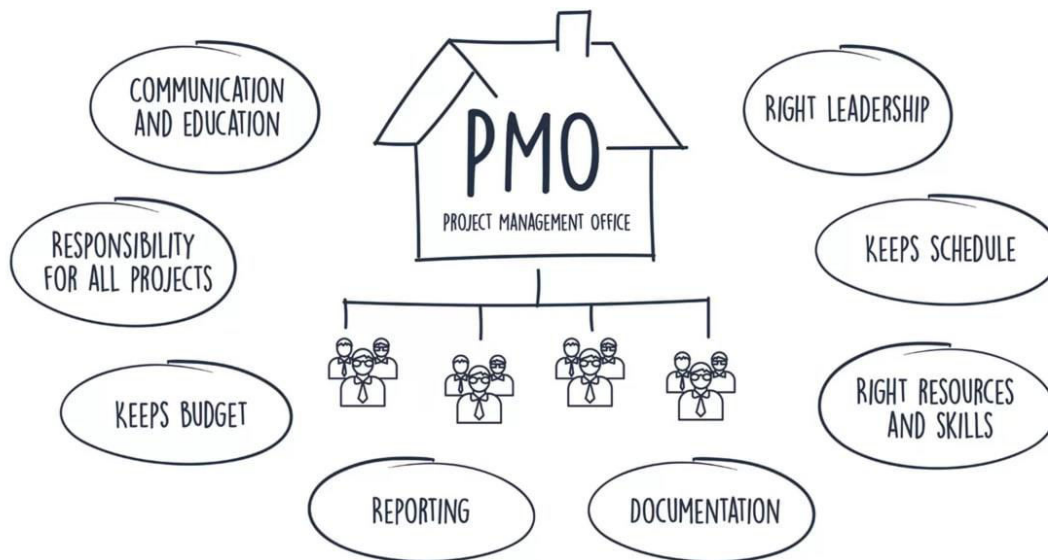 COMMUNICATION
AND EDUCATION
PMO
PROJECT MANAGEMENT OFFICE
RIGHT LEADERSHIP
RESPONSIBILITY
FOR ALL PROJECTS
KEEPS SCHEDULE
KEEPS BUDGET
RIGHT RESOURCES
AND SKILLS
REPORTING
DOCUMENTATION